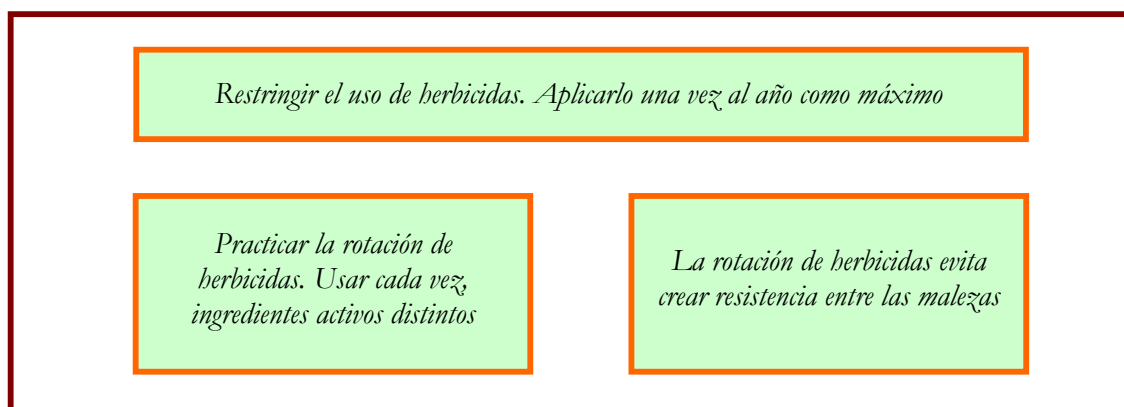 Restringir el uso de herbicidas. Aplicarlo una vez al año como máximo
Practicar la rotación de
herbicidas. Usar cada vez,
ingredientes activos distintos
La rotación de herbicidas evita
crear resistencia entre las malezas